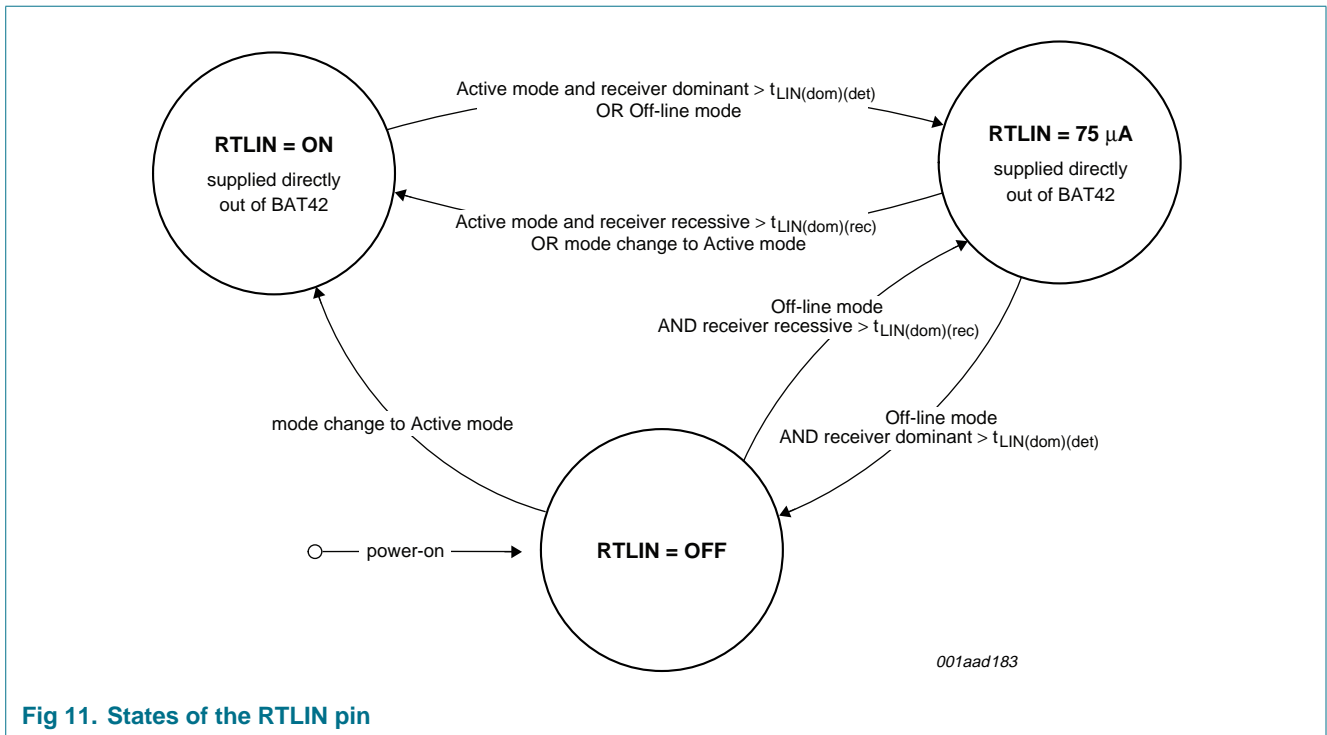 Active mode and receiver dominant > tLIN(dom)(det)
OR Off-line mode
RTLIN = ON
supplied directly
out of BAT42
RTLIN = 75 μA
supplied directly
out of BAT42
Active mode and receiver recessive > tLIN(dom)(rec)
OR mode change to Active mode
Off-line mode
AND receiver recessive > tLIN(dom)(rec)
mode change to Active mode
Off-line mode
AND receiver dominant > tLIN(dom)(det)
power-on
RTLIN = OFF
001aad183
Fig 11. States of the RTLIN pin